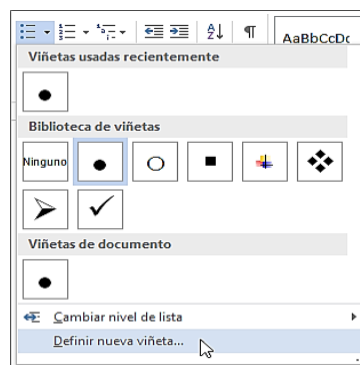 AaBbCcDc
Viñetas usadas recientemente
Biblioteca de viñetas
Ninguno
Viñetas de documento
Cambiar nivel de lista
Definir nueva viñeta...